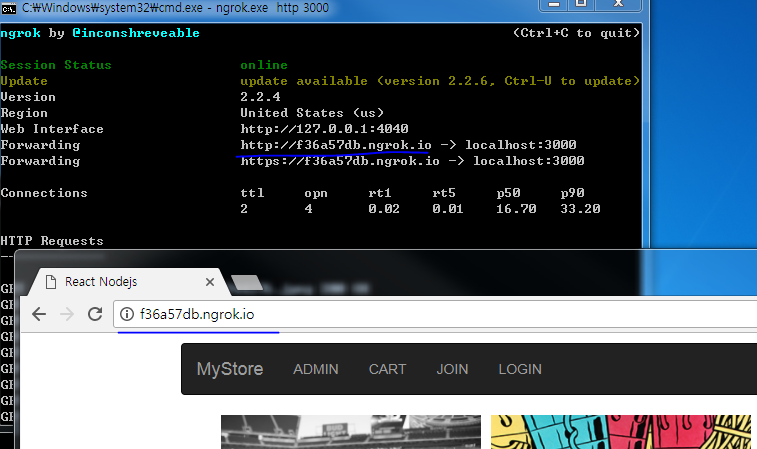 C:₩Windows₩system32₩cmd.exe - ngrok.exe http 3000
ngrok by @inconshreveable (Ctrl+C to quit)
Session Status online
Update update available (version 2.2.6, Ctrl-U to update)
Version 2.2.4
Region United States (us)
Web Interface http://127.0.0.1:4040
Forwarding http://f36a57db.ngrok.io -> localhost:3000
Forwarding https://f36a57db.ngrok.io -> localhost:3000
Connections ttl opn rt1 rt5 p50 p90
2 4 0.02 0.01 16.70 33.20
HTTP Requests
React Nodejs
f36a57db.ngrok.io
MyStore ADMIN CART JOIN LOGIN